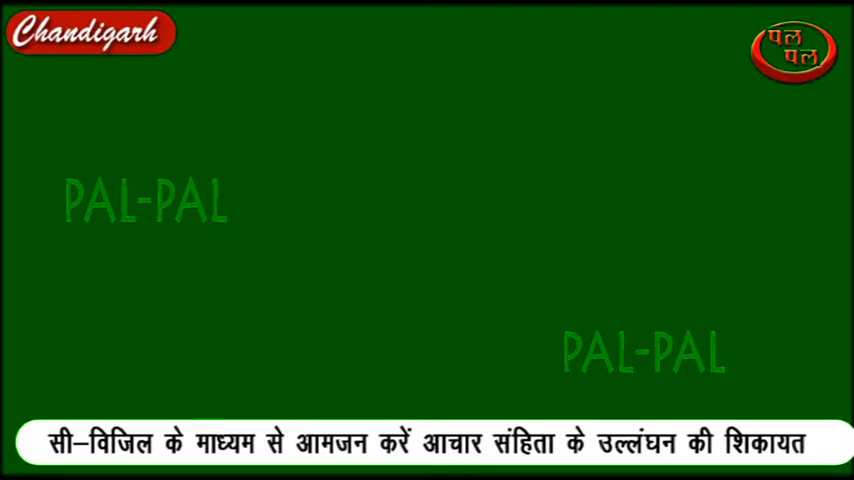 Chandigarh
पल
पल
PAL-PAL
PAL-PAL
सी–विजिल के माध्यम से आमजन करें आचार संहिता के उल्लंघन की शिकायत